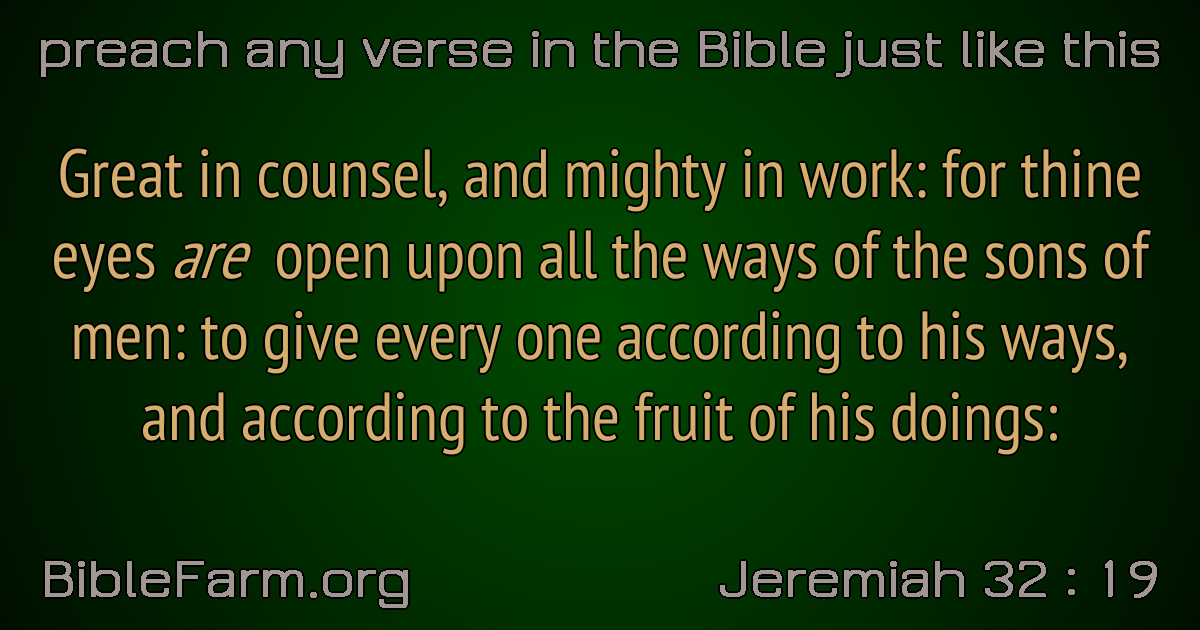 preach any verse in the Bible just like this
Great in counsel, and mighty in work: for thine
eyes are open upon all the ways of the sons of
men: to give every one according to his ways,
and according to the fruit of his doings:
BibleFarm.org
Jeremiah 32 : 19